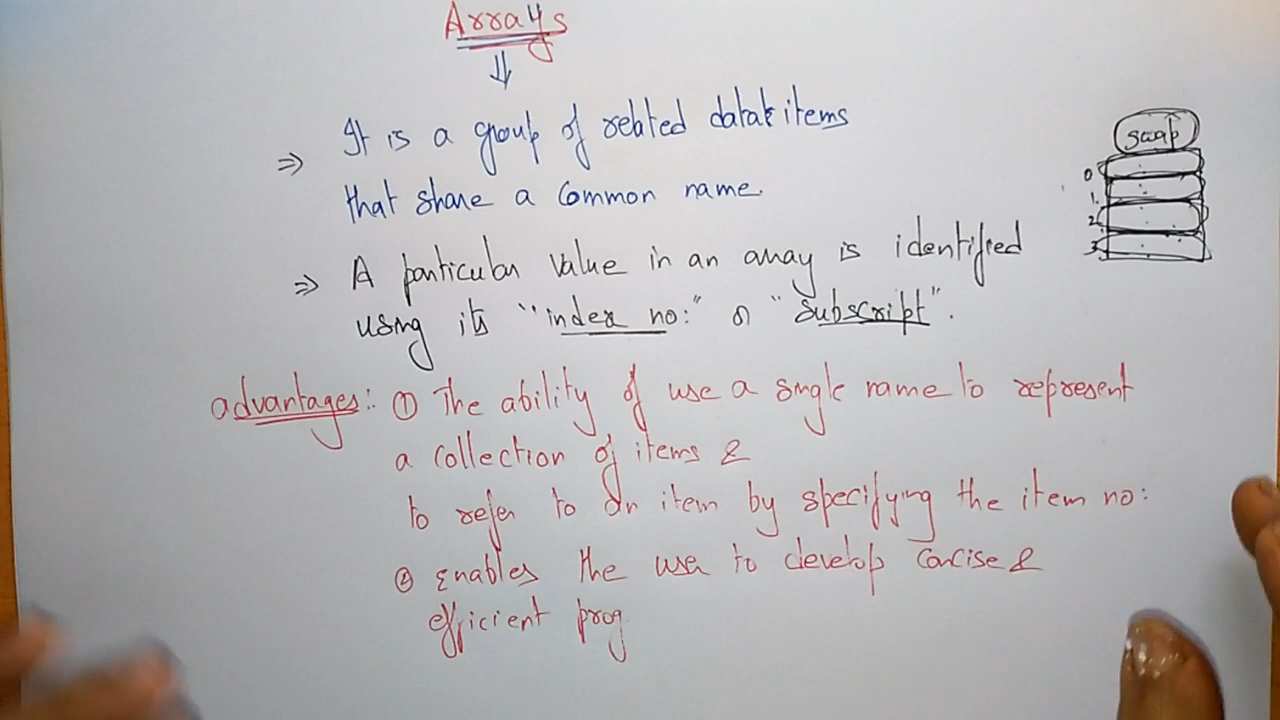 Arrays
⇓
⇒ It is a group of related data items
that share a common name.
⇒ A particular value in an array is identified
using its "index no:" or "subscript".
swap
0
1
2
3
advantages: ① The ability of use a single name to represent
a collection of items &
to refer to an item by specifying the item no:
② Enables the user to develop concise &
efficient prog